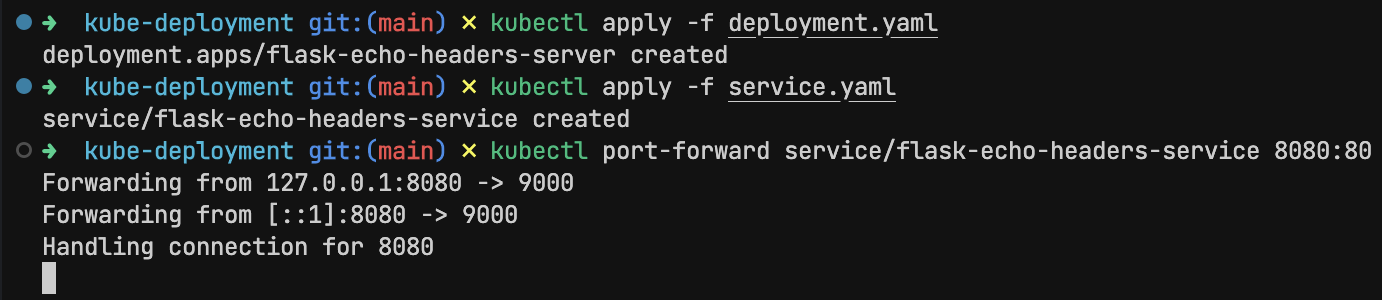 ➜ kube-deployment git:(main) ✗ kubectl apply -f deployment.yaml
deployment.apps/flask-echo-headers-server created
➜ kube-deployment git:(main) ✗ kubectl apply -f service.yaml
service/flask-echo-headers-service created
➜ kube-deployment git:(main) ✗ kubectl port-forward service/flask-echo-headers-service 8080:80
Forwarding from 127.0.0.1:8080 -> 9000
Forwarding from [::1]:8080 -> 9000
Handling connection for 8080